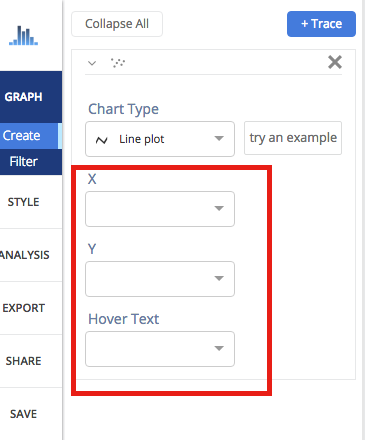 Collapse All
+ Trace
GRAPH
Create
Filter
STYLE
ANALYSIS
EXPORT
SHARE
SAVE
Chart Type
Line plot
try an example
X
Y
Hover Text